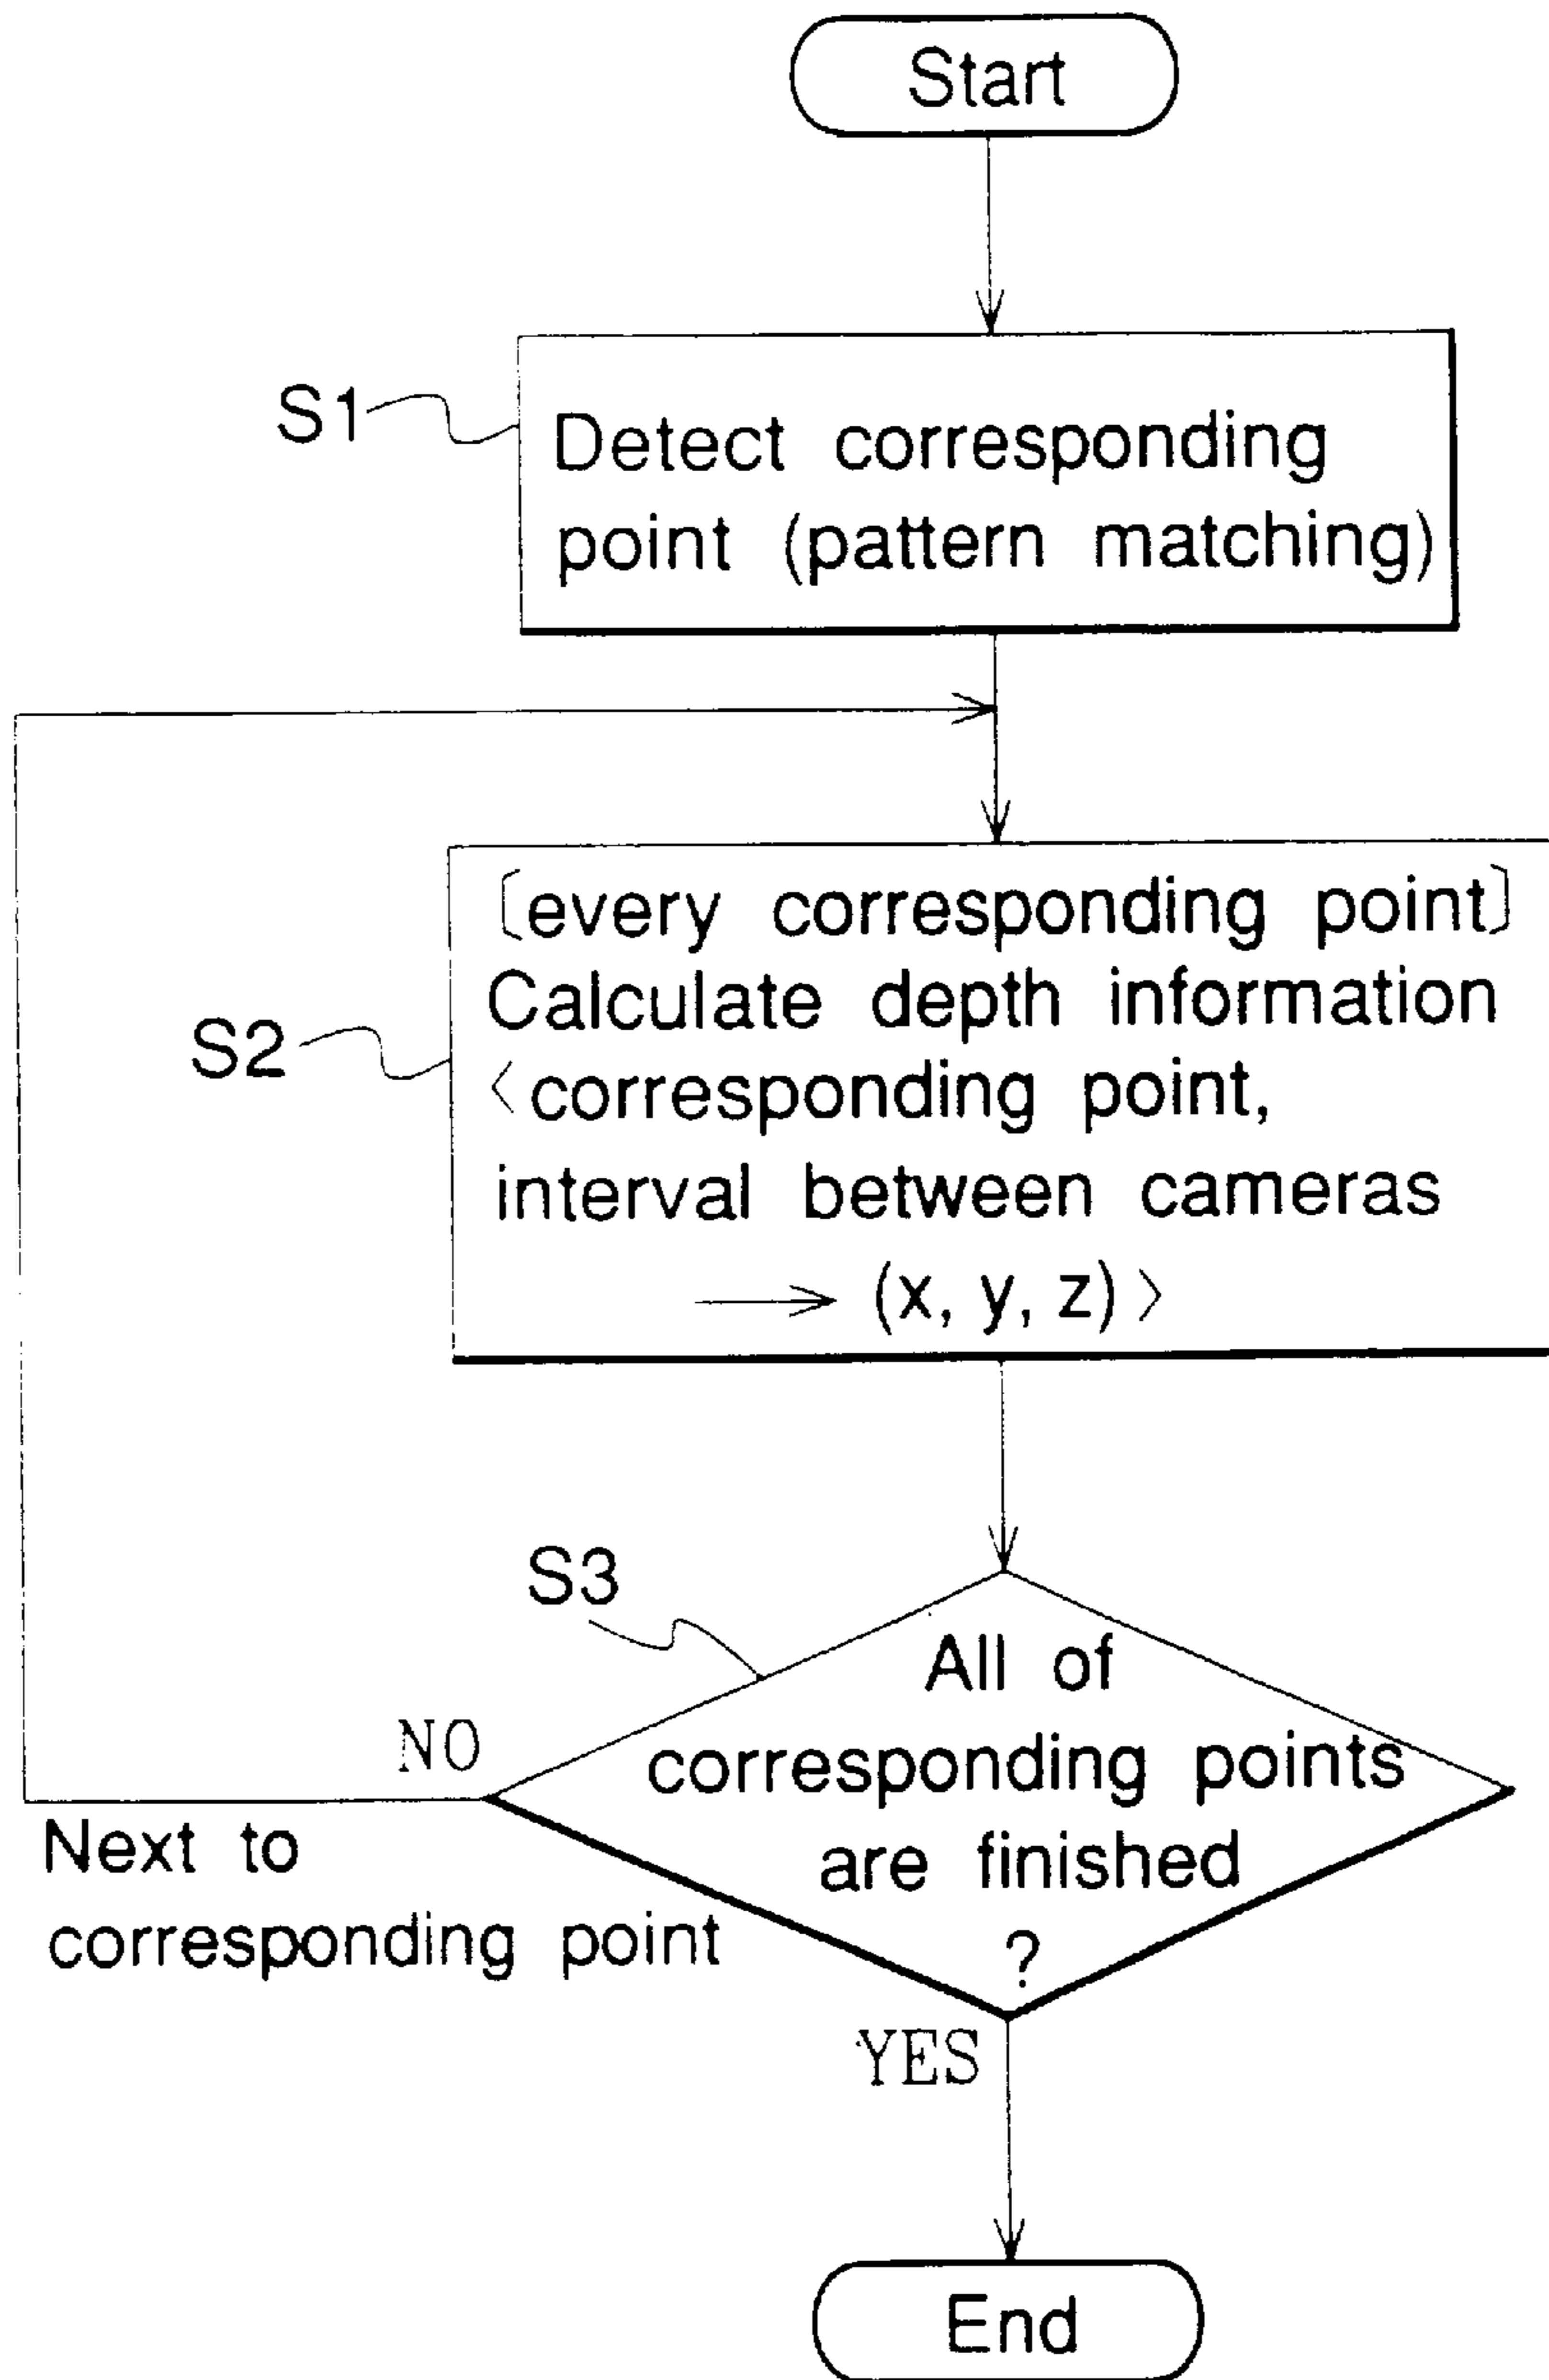 Start
S1
Detect corresponding
point (pattern matching)
S2
〔every corresponding point〕
Calculate depth information
〈corresponding point,
interval between cameras
→ (x, y, z)〉
S3
All of
corresponding points
are finished
?
NO
Next to
corresponding point
YES
End